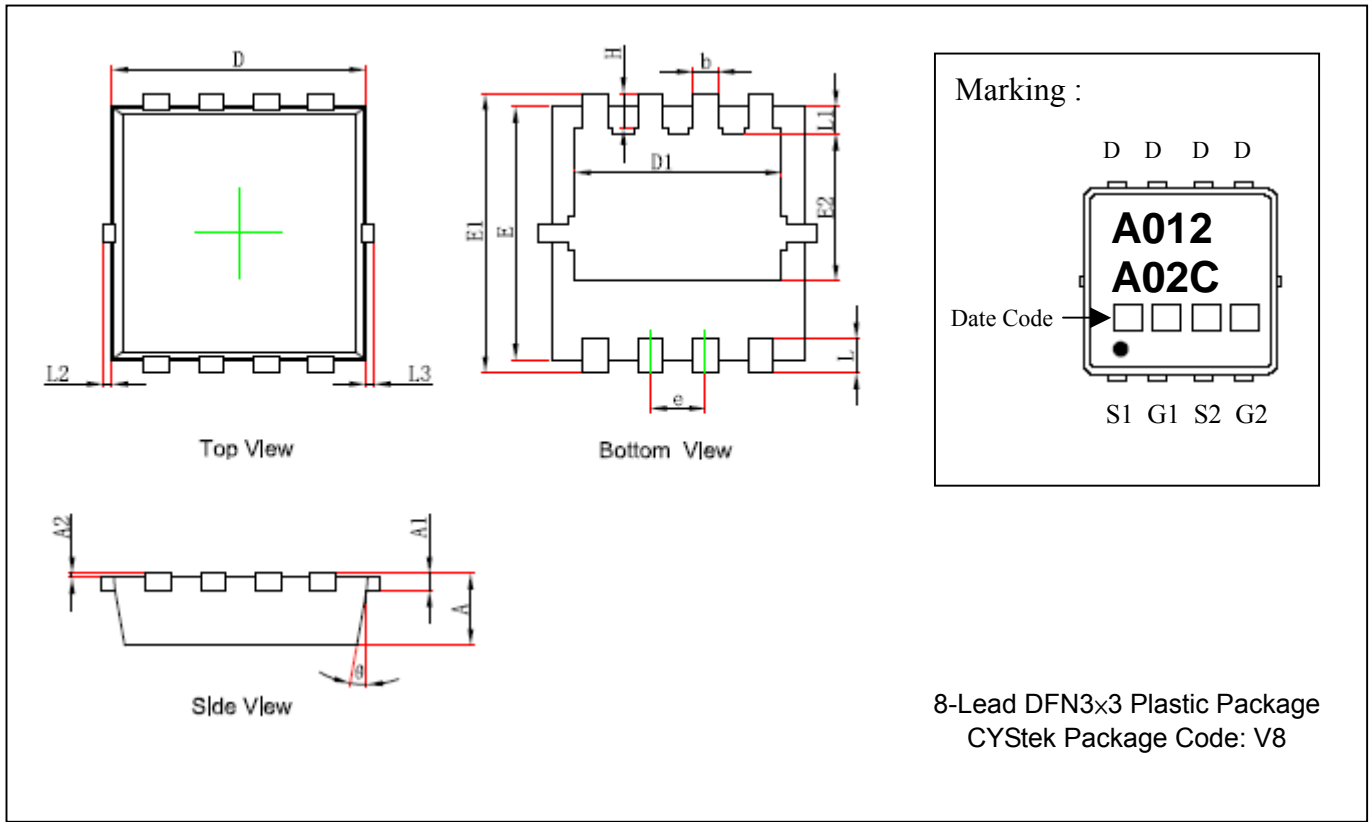 D
H
b
L1
D1
E1
E
E2
L2
L3
L
e
Top View
Bottom View
Marking :
D D D D
A012
A02C
Date Code
S1 G1 S2 G2
A2
A1
A
θ
Side View
8-Lead DFN3×3 Plastic Package
CYStek Package Code: V8